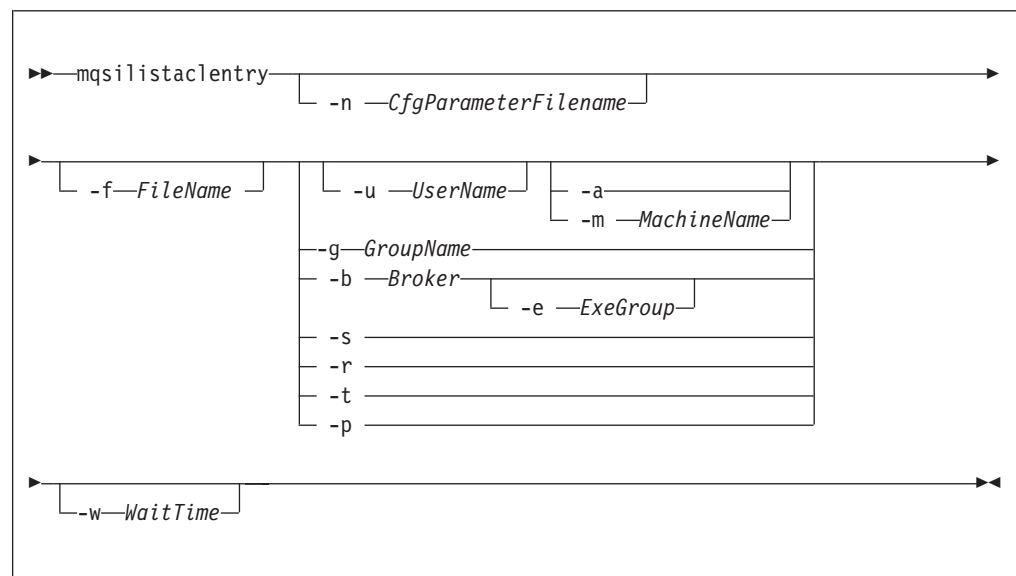 mqsilistaclentry
-n CfgParameterFilename
-f FileName -u UserName -a
-m MachineName
-g GroupName
-b Broker
-e ExeGroup
-s
-r
-t
-p
-w WaitTime